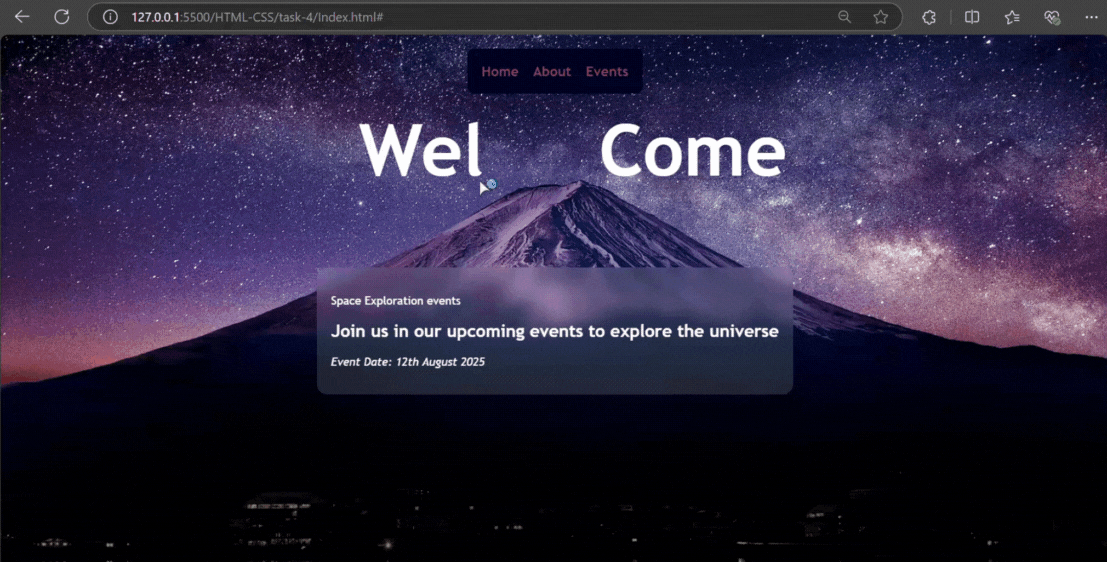 127.0.0.1:5500/HTML-CSS/task-4/Index.html#
Home About Events
Wel Come
Space Exploration events
Join us in our upcoming events to explore the universe
Event Date: 12th August 2025